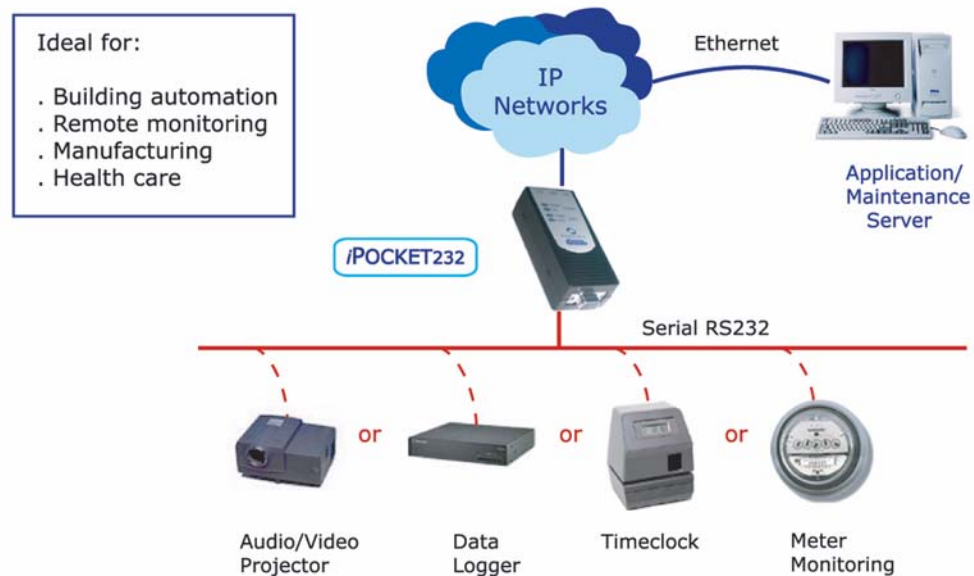 Ideal for:
. Building automation
. Remote monitoring
. Manufacturing
. Health care
IP
Networks
Ethernet
Application/
Maintenance
Server
iPOCKET232
Serial RS232
or
or
or
Audio/Video
Projector
Data
Logger
Timeclock
Meter
Monitoring